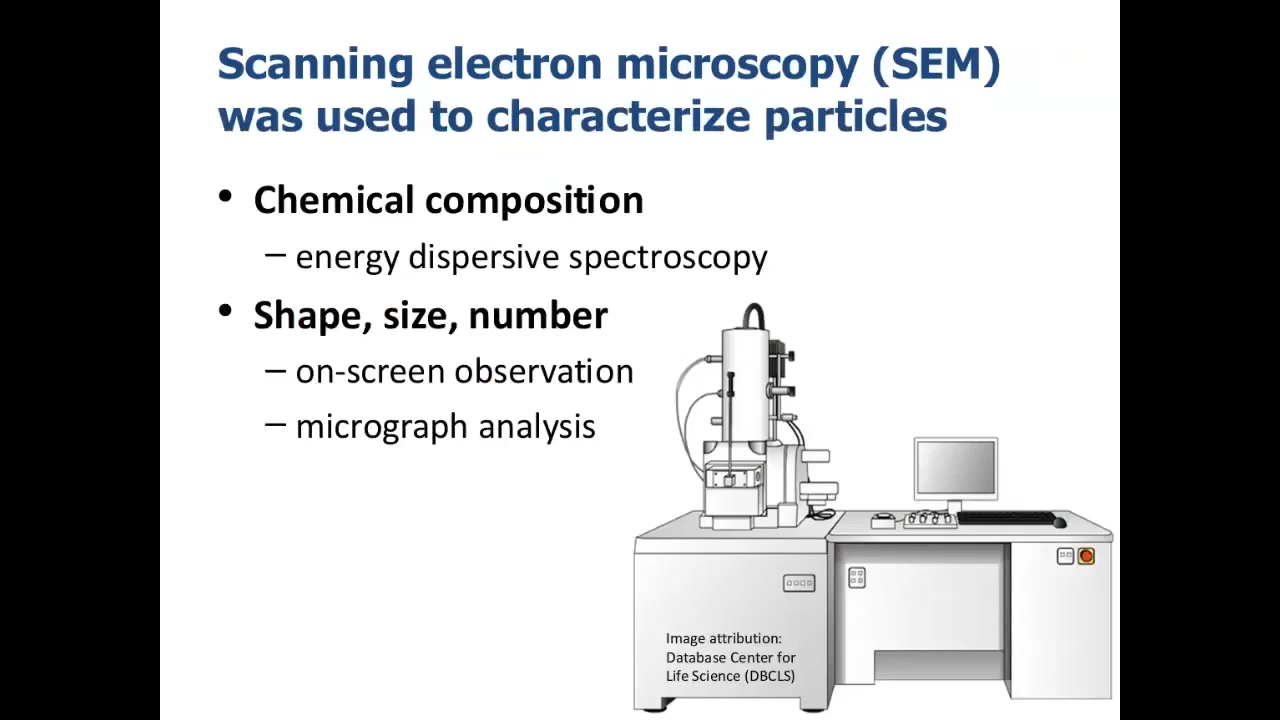 Scanning electron microscopy (SEM)
was used to characterize particles
• Chemical composition
– energy dispersive spectroscopy
• Shape, size, number
– on-screen observation
– micrograph analysis
Image attribution:
Database Center for
Life Science (DBCLS)